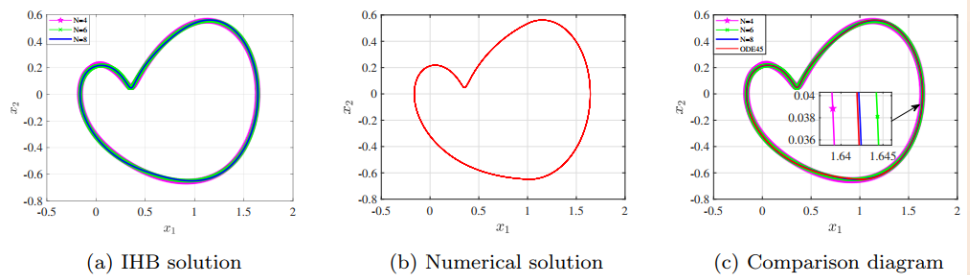 N=4
N=6
N=8
0.6
0.4
0.2
0
-0.2
-0.4
-0.6
-0.8
x2
-0.5 0 0.5 1 1.5 2
x1
(a) IHB solution
0.6
0.4
0.2
0
-0.2
-0.4
-0.6
-0.8
x2
-0.5 0 0.5 1 1.5 2
x1
(b) Numerical solution
N=4
N=6
N=8
ODE45
0.6
0.4
0.2
0
-0.2
-0.4
-0.6
-0.8
x2
0.04
0.038
0.036
1.64 1.645
-0.5 0 0.5 1 1.5 2
x1
(c) Comparison diagram